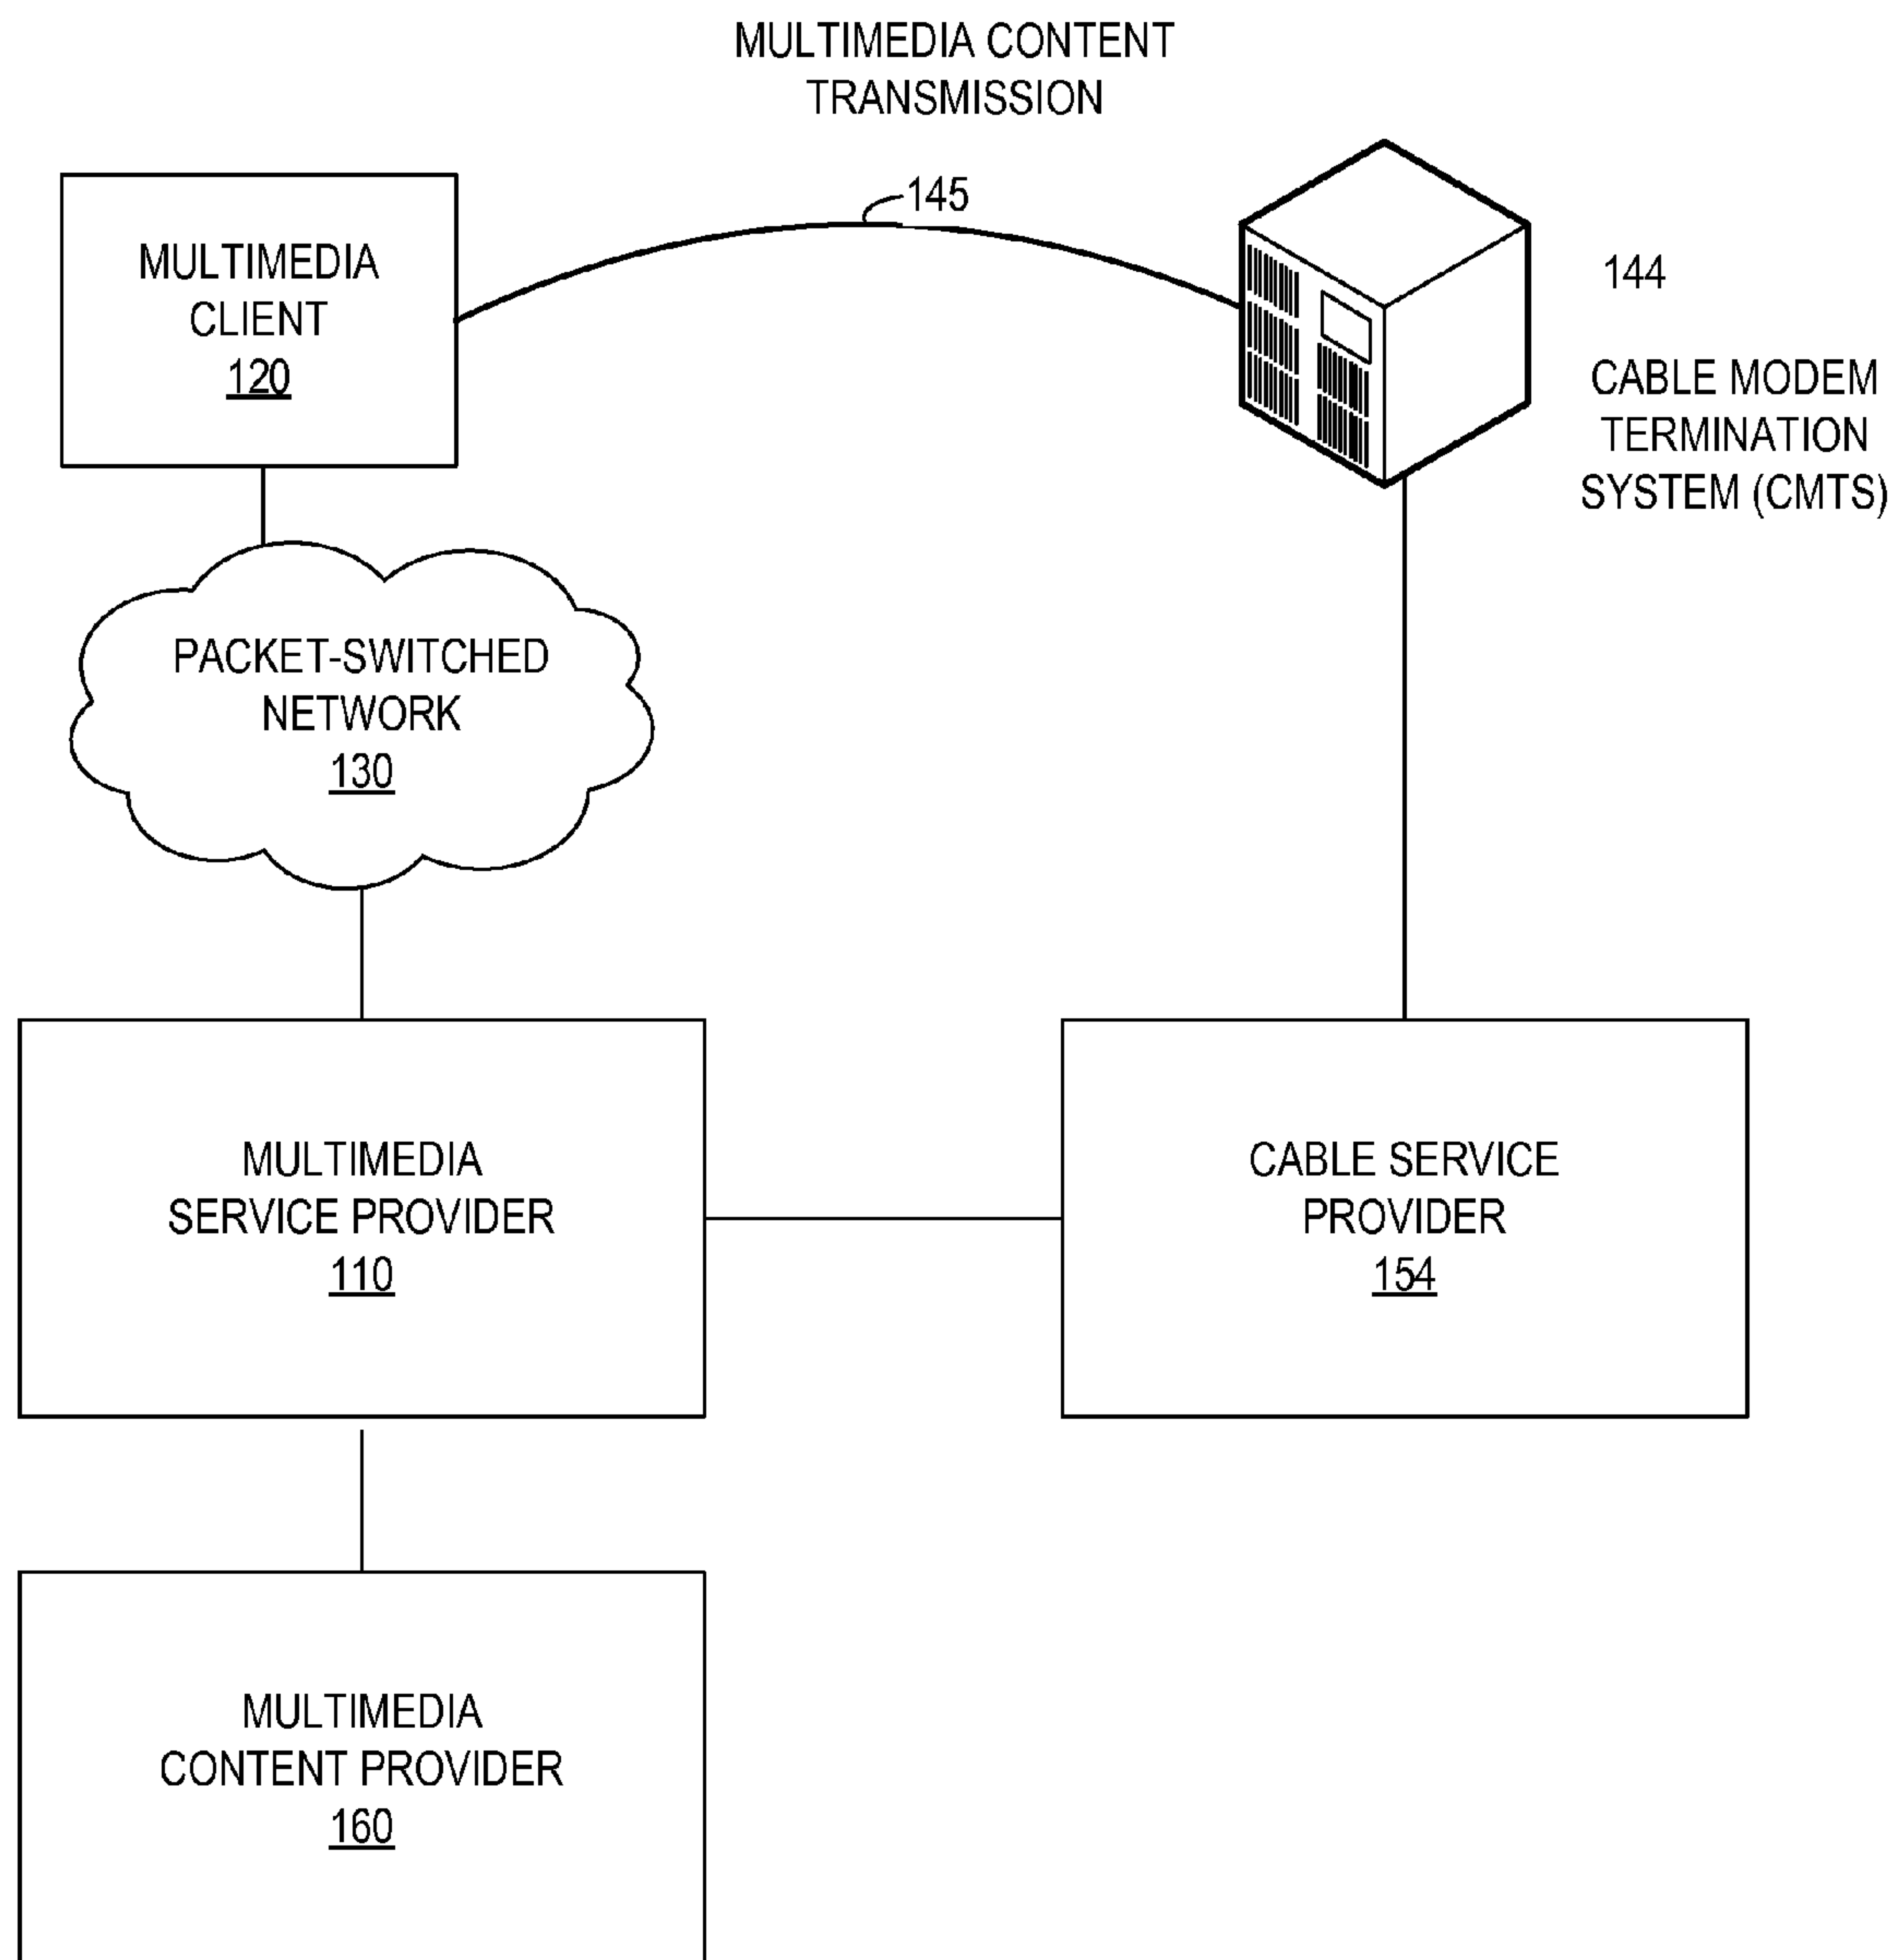 MULTIMEDIA CONTENT
TRANSMISSION
145
MULTIMEDIA
CLIENT
120
144
CABLE MODEM
TERMINATION
SYSTEM (CMTS)
PACKET-SWITCHED
NETWORK
130
MULTIMEDIA
SERVICE PROVIDER
110
CABLE SERVICE
PROVIDER
154
MULTIMEDIA
CONTENT PROVIDER
160